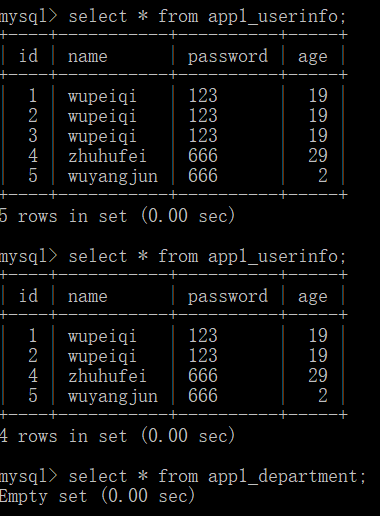 mysql> select * from app1_userinfo;
+----+-----------+----------+-----+
| id | name      | password | age |
+----+-----------+----------+-----+
|  1 | wupeiqi   | 123      |  19 |
|  2 | wupeiqi   | 123      |  19 |
|  3 | wupeiqi   | 123      |  19 |
|  4 | zhuhufei  | 666      |  29 |
|  5 | wuyangjun | 666      |   2 |
+----+-----------+----------+-----+
5 rows in set (0.00 sec)
mysql> select * from app1_userinfo;
+----+-----------+----------+-----+
| id | name      | password | age |
+----+-----------+----------+-----+
|  1 | wupeiqi   | 123      |  19 |
|  2 | wupeiqi   | 123      |  19 |
|  4 | zhuhufei  | 666      |  29 |
|  5 | wuyangjun | 666      |   2 |
+----+-----------+----------+-----+
4 rows in set (0.00 sec)
mysql> select * from app1_department;
Empty set (0.00 sec)